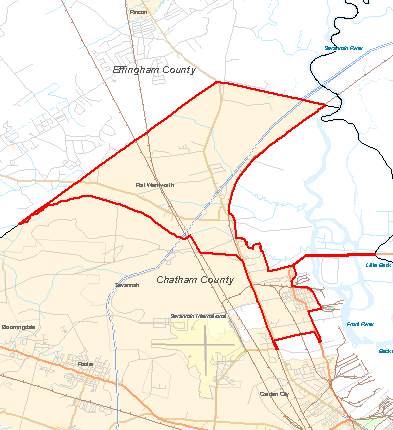 Rincon
Savannah River
Effingham County
Port Wentworth
Little Back
Chatham County
Savannah
Savannah International
Front River
Bloomingdale
Pooler
Back
Garden City